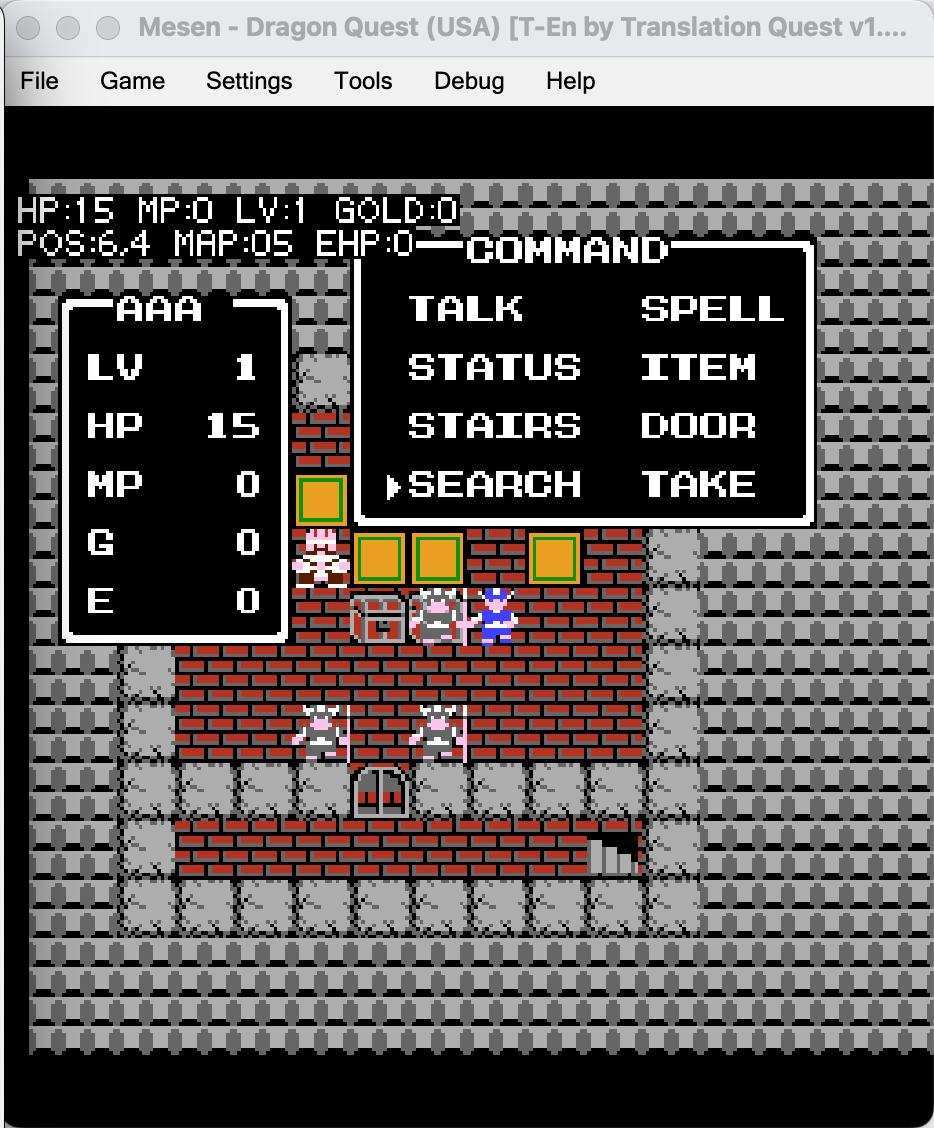 Mesen - Dragon Quest (USA) [T-En by Translation Quest v1....
File Game Settings Tools Debug Help
HP:15 MP:0 LV:1 GOLD:0
POS:6,4 MAP:05 EHP:0
COMMAND
TALK SPELL
STATUS ITEM
STAIRS DOOR
SEARCH TAKE
AAA
LV 1
HP 15
MP 0
G 0
E 0